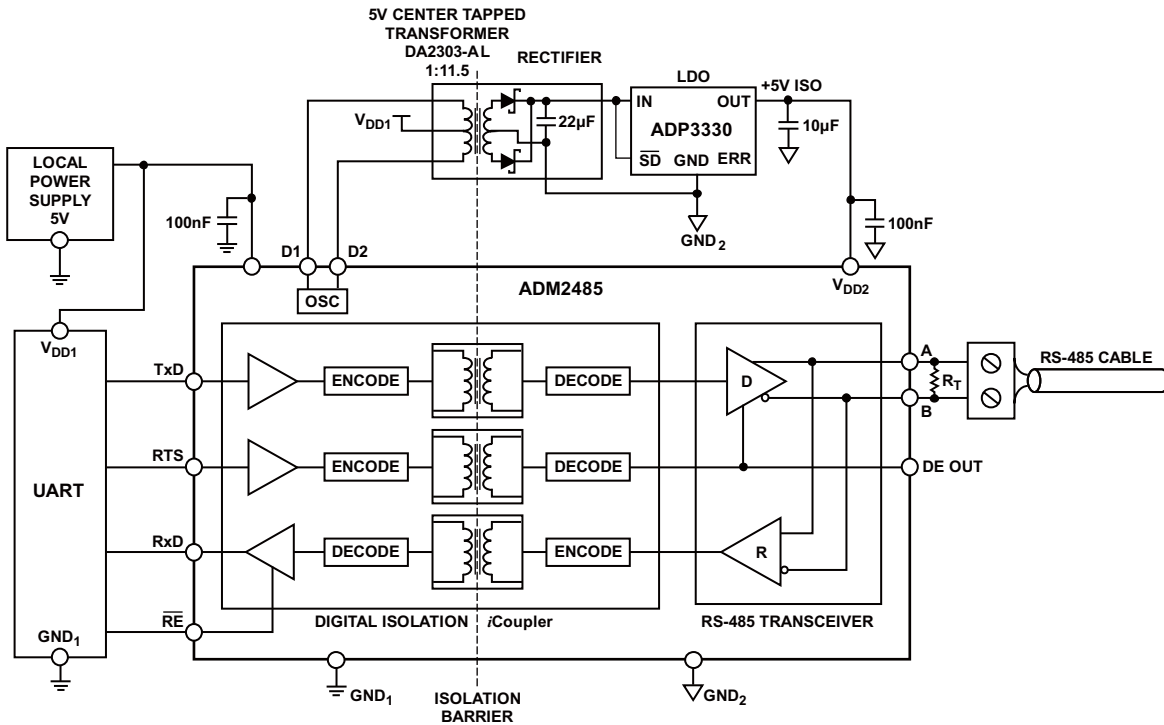 5V CENTER TAPPED
TRANSFORMER
DA2303-AL
1:11.5
RECTIFIER
LDO
+5V ISO
IN
OUT
ADP3330
SD
GND
ERR
VDD1
22µF
10µF
LOCAL
POWER
SUPPLY
5V
100nF
GND2
100nF
D1
D2
OSC
ADM2485
VDD2
VDD1
TxD
ENCODE
DECODE
D
A
RT
B
RS-485 CABLE
RTS
ENCODE
DECODE
DE OUT
UART
RxD
DECODE
ENCODE
R
RE
DIGITAL ISOLATION
iCoupler
RS-485 TRANSCEIVER
GND1
GND1
GND2
ISOLATION
BARRIER